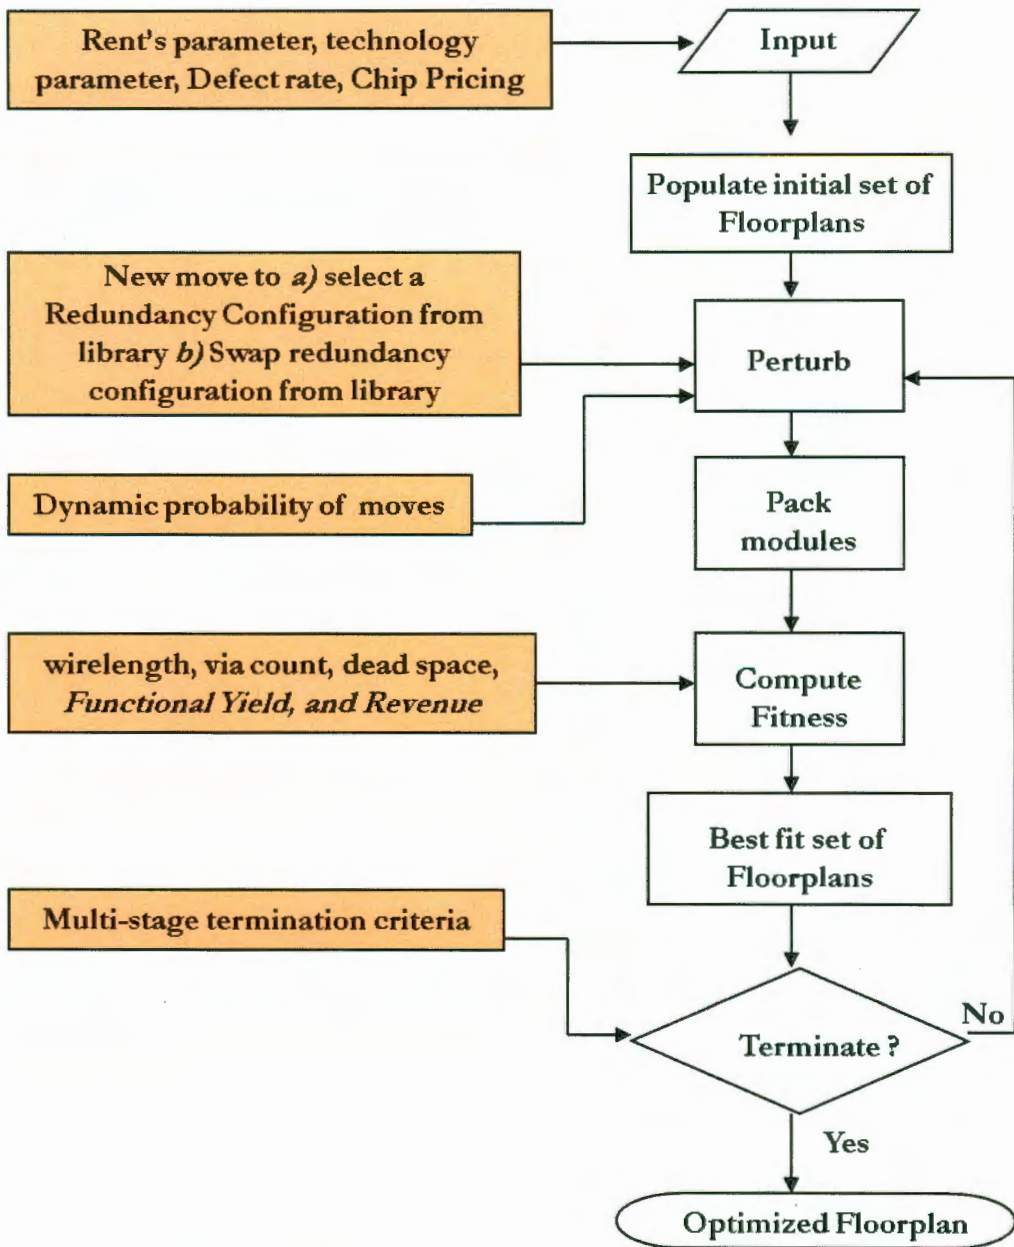 Rent's parameter, technology
parameter, Defect rate, Chip Pricing
Input
Populate initial set of
Floorplans
New move to a) select a
Redundancy Configuration from
library b) Swap redundancy
configuration from library
Perturb
Dynamic probability of moves
Pack
modules
wirelength, via count, dead space,
Functional Yield, and Revenue
Compute
Fitness
Best fit set of
Floorplans
Multi-stage termination criteria
Terminate ?
No
Yes
Optimized Floorplan